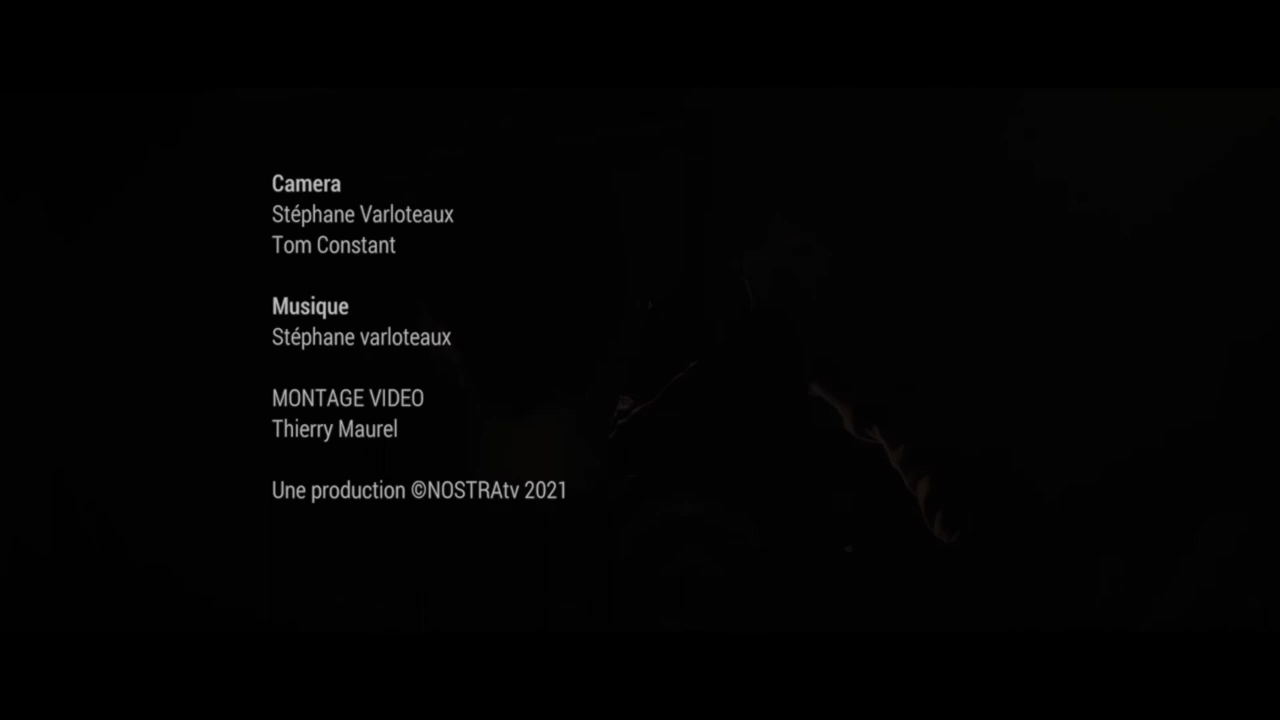 Camera
Stéphane Varloteaux
Tom Constant
Musique
Stéphane varloteaux
MONTAGE VIDEO
Thierry Maurel
Une production ©NOSTRAtv 2021